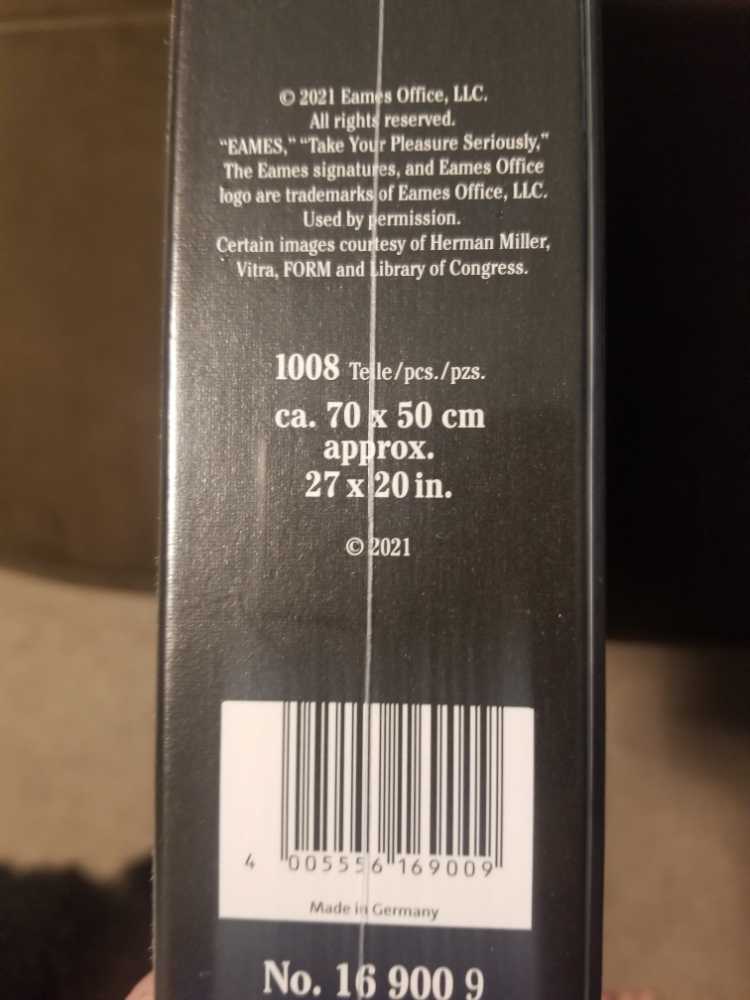 © 2021 Eames Office, LLC.
All rights reserved.
"EAMES," "Take Your Pleasure Seriously,"
The Eames signatures, and Eames Office
logo are trademarks of Eames Office, LLC.
Used by permission.
Certain images courtesy of Herman Miller,
Vitra, FORM and Library of Congress.
1008 Teile/pcs./pzs.
ca. 70 x 50 cm
approx.
27 x 20 in.
© 2021
4 005556 169009
Made in Germany
No. 16 900 9